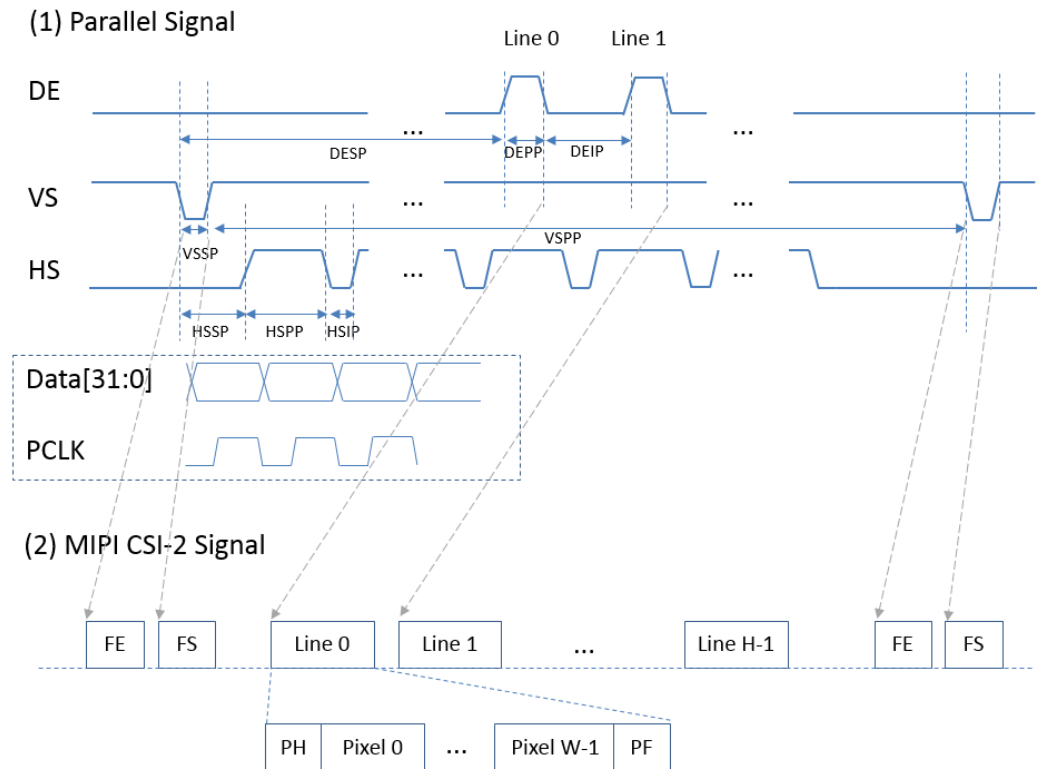 (1) Parallel Signal
Line 0 Line 1
DE
... ...
DESP DEPP DEIP
VS
... ...
VSSP VSPP
HS
... ...
HSSP HSPP HSIP
Data[31:0]
PCLK
(2) MIPI CSI-2 Signal
FE FS Line 0 Line 1 ... Line H-1 FE FS
PH Pixel 0 ... Pixel W-1 PF